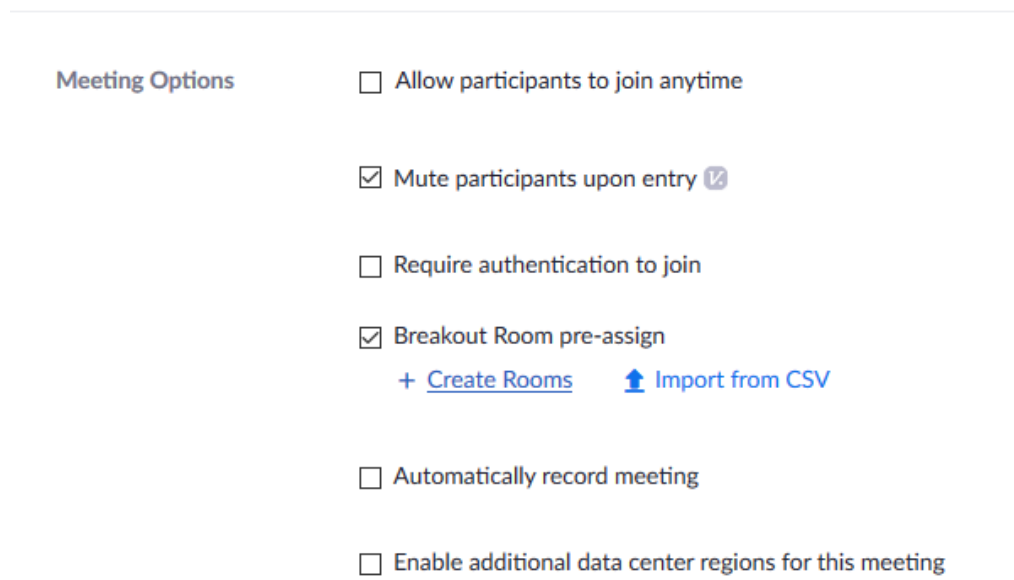 Meeting Options
Allow participants to join anytime
Mute participants upon entry
Require authentication to join
Breakout Room pre-assign
+ Create Rooms Import from CSV
Automatically record meeting
Enable additional data center regions for this meeting